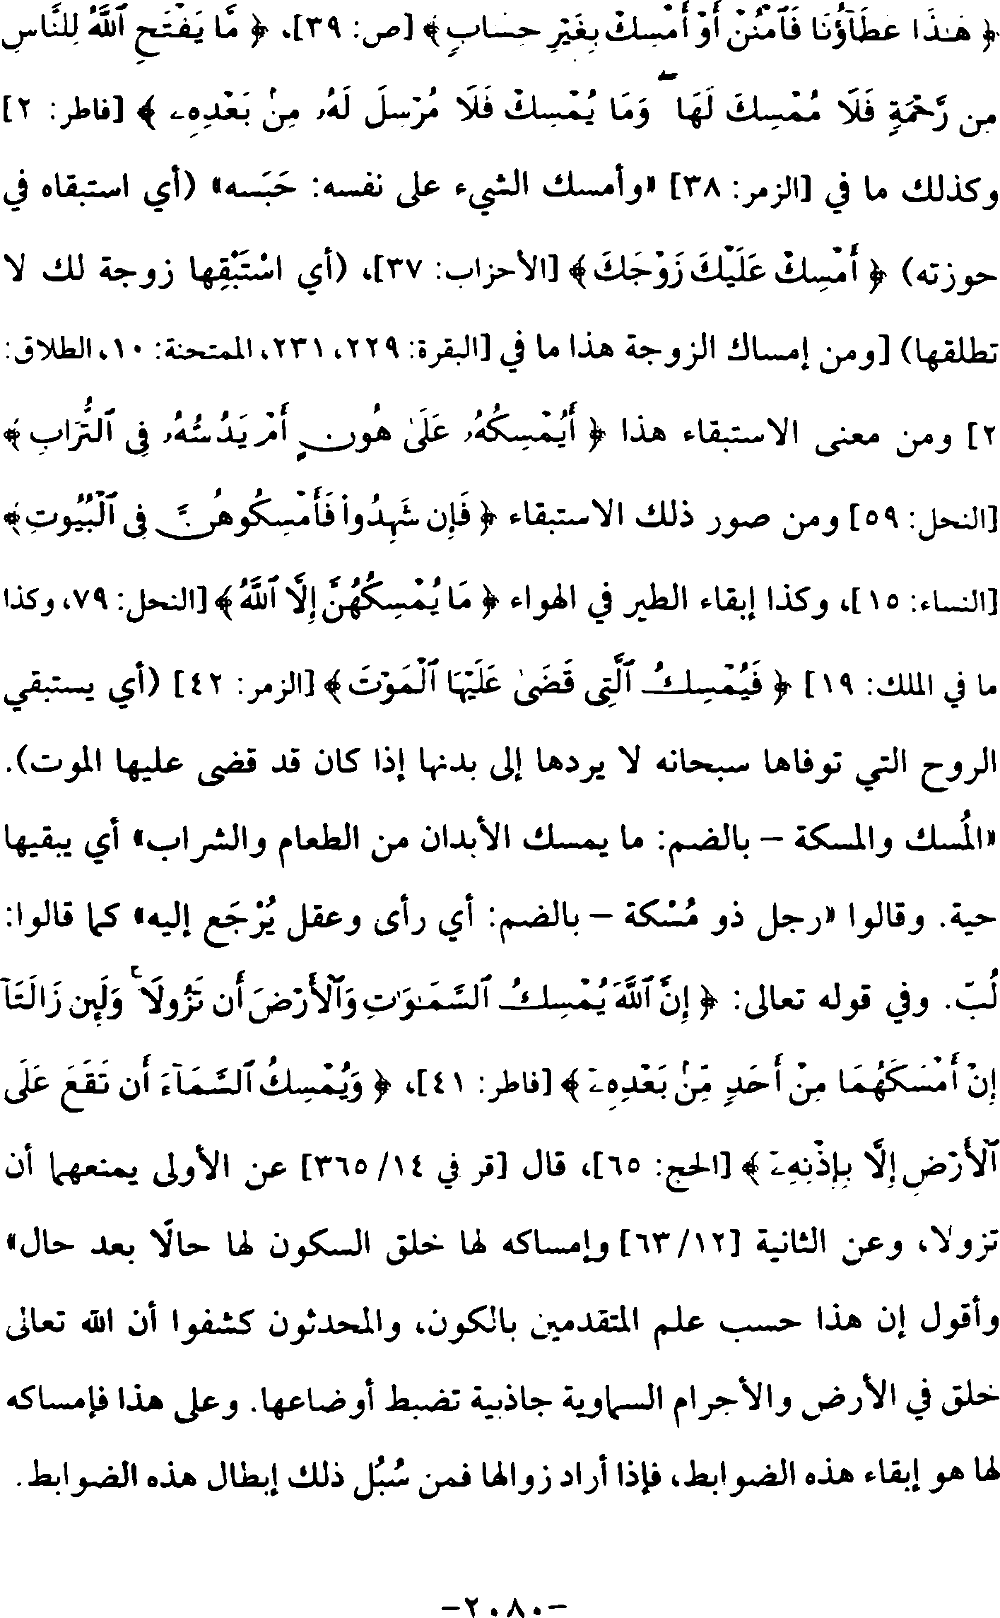 ﴿ هَٰذَا عَطَآؤُنَا فَٱمْنُنْ أَوْ أَمْسِكْ بِغَيْرِ حِسَابٍ ﴾ [ص: ٣٩]، ﴿ مَّا يَفْتَحِ ٱللَّهُ لِلنَّاسِ
مِن رَّحْمَةٍ فَلَا مُمْسِكَ لَهَا ۖ وَمَا يُمْسِكْ فَلَا مُرْسِلَ لَهُۥ مِنۢ بَعْدِهِۦ ﴾ [فاطر: ٢]
وكذلك ما في [الزمر: ٣٨] «وأمسك الشيء على نفسه: حَبَسه» (أي استبقاه في
حوزته) ﴿ أَمْسِكْ عَلَيْكَ زَوْجَكَ ﴾ [الأحزاب: ٣٧]، (أي اسْتَبْقِها زوجة لك لا
تطلقها) [ومن إمساك الزوجة هذا ما في [البقرة: ٢٢٩، ٢٣١، الممتحنة: ١٠، الطلاق:
٢] ومن معنى الاستبقاء هذا ﴿ أَيُمْسِكُهُۥ عَلَىٰ هُونٍ أَمْ يَدُسُّهُۥ فِى ٱلتُّرَابِ ﴾
[النحل: ٥٩] ومن صور ذلك الاستبقاء ﴿ فَإِن شَهِدُوا۟ فَأَمْسِكُوهُنَّ فِى ٱلْبُيُوتِ ﴾
[النساء: ١٥]، وكذا إبقاء الطير في الهواء ﴿ مَا يُمْسِكُهُنَّ إِلَّا ٱللَّهُ ﴾ [النحل: ٧٩، وكذا
ما في الملك: ١٩] ﴿ فَيُمْسِكُ ٱلَّتِى قَضَىٰ عَلَيْهَا ٱلْمَوْتَ ﴾ [الزمر: ٤٢] (أي يستبقي
الروح التي توفاها سبحانه لا يردها إلى بدنها إذا كان قد قضى عليها الموت).
«المُسك والمسكة – بالضم: ما يمسك الأبدان من الطعام والشراب» أي يبقيها
حية. وقالوا «رجل ذو مُسْكة – بالضم: أي رأى وعقل يُرْجَع إليه» كما قالوا:
لُبّ. وفي قوله تعالى: ﴿ إِنَّ ٱللَّهَ يُمْسِكُ ٱلسَّمَـٰوَٰتِ وَٱلْأَرْضَ أَن تَزُولَا ۚ وَلَئِن زَالَتَآ
إِنْ أَمْسَكَهُمَا مِنْ أَحَدٍ مِّنۢ بَعْدِهِۦٓ ﴾ [فاطر: ٤١]، ﴿ وَيُمْسِكُ ٱلسَّمَآءَ أَن تَقَعَ عَلَى
ٱلْأَرْضِ إِلَّا بِإِذْنِهِۦٓ ﴾ [الحج: ٦٥]، قال [قر في ١٤/ ٣٦٥] عن الأولى يمنعهما أن
تزولا، وعن الثانية [١٢/ ٦٣] وإمساكه لها خلق السكون لها حالًا بعد حال»
وأقول إن هذا حسب علم المتقدمين بالكون، والمحدثون كشفوا أن الله تعالى
خلق في الأرض والأجرام السماوية جاذبية تضبط أوضاعها. وعلى هذا فإمساكه
لها هو إبقاء هذه الضوابط، فإذا أراد زوالها فمن سُبُل ذلك إبطال هذه الضوابط.
-٢٠٨٠-